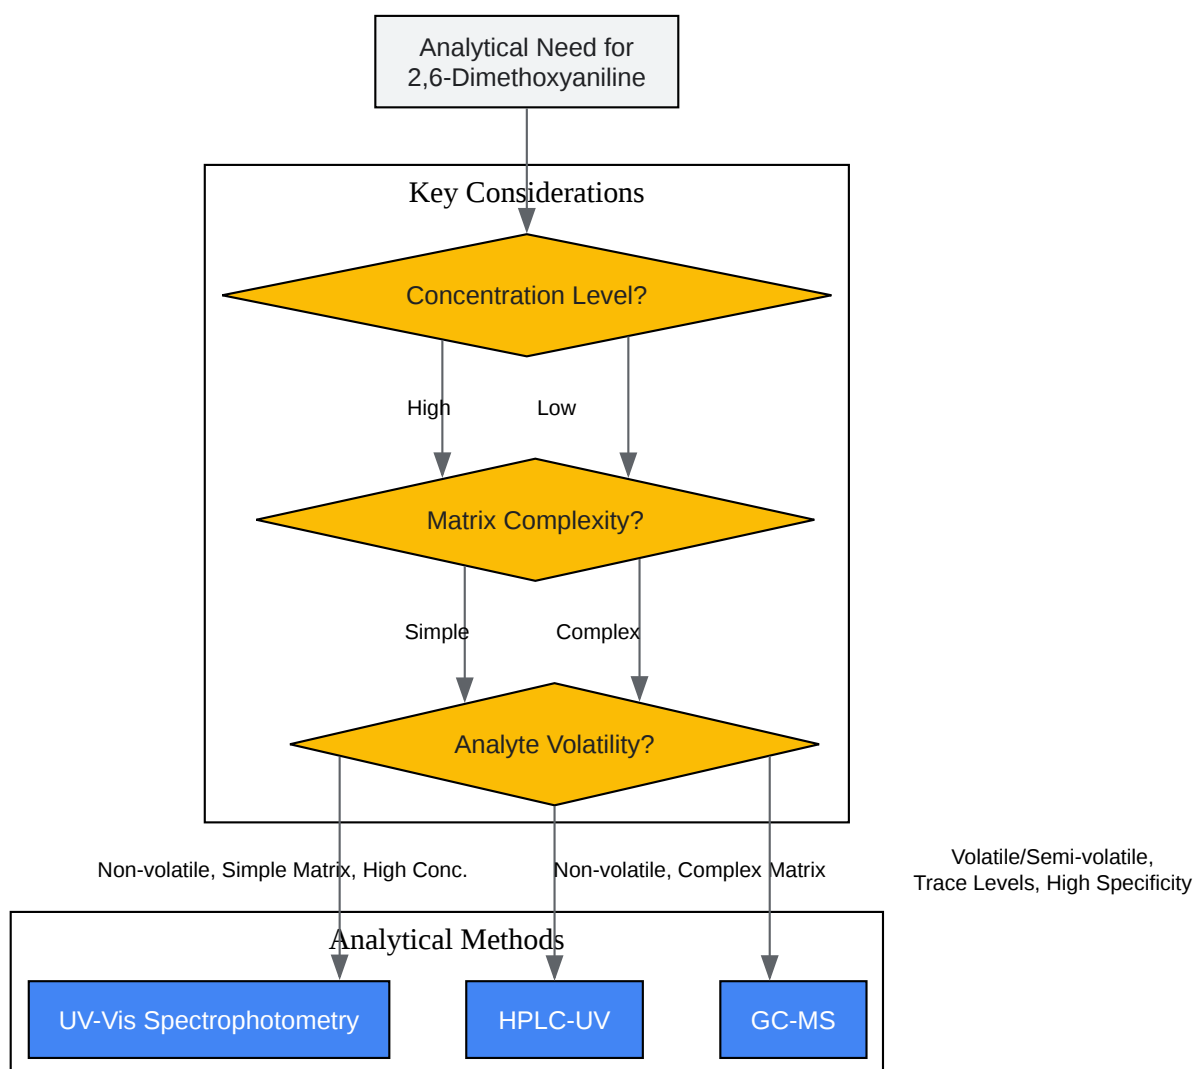 Analytical Need for
2,6-Dimethoxyaniline
Key Considerations
Concentration Level?
High
Low
Matrix Complexity?
Simple
Complex
Analyte Volatility?
Non-volatile, Simple Matrix, High Conc.
Non-volatile, Complex Matrix
Volatile/Semi-volatile,
Trace Levels, High Specificity
Analytical Methods
UV-Vis Spectrophotometry
HPLC-UV
GC-MS